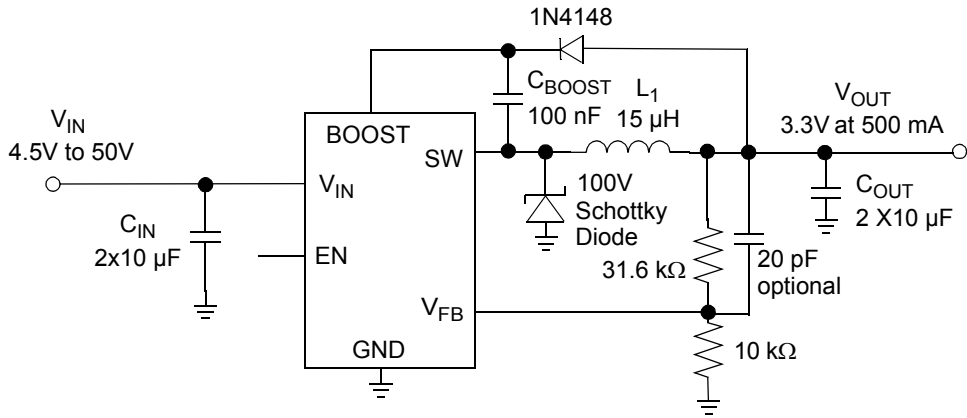 1N4148
C_BOOST
100 nF
L_1
15 µH
V_IN
4.5V to 50V
V_OUT
3.3V at 500 mA
BOOST
SW
V_IN
EN
V_FB
GND
C_IN
2x10 µF
100V
Schottky
Diode
C_OUT
2 X10 µF
31.6 kΩ
20 pF
optional
10 kΩ